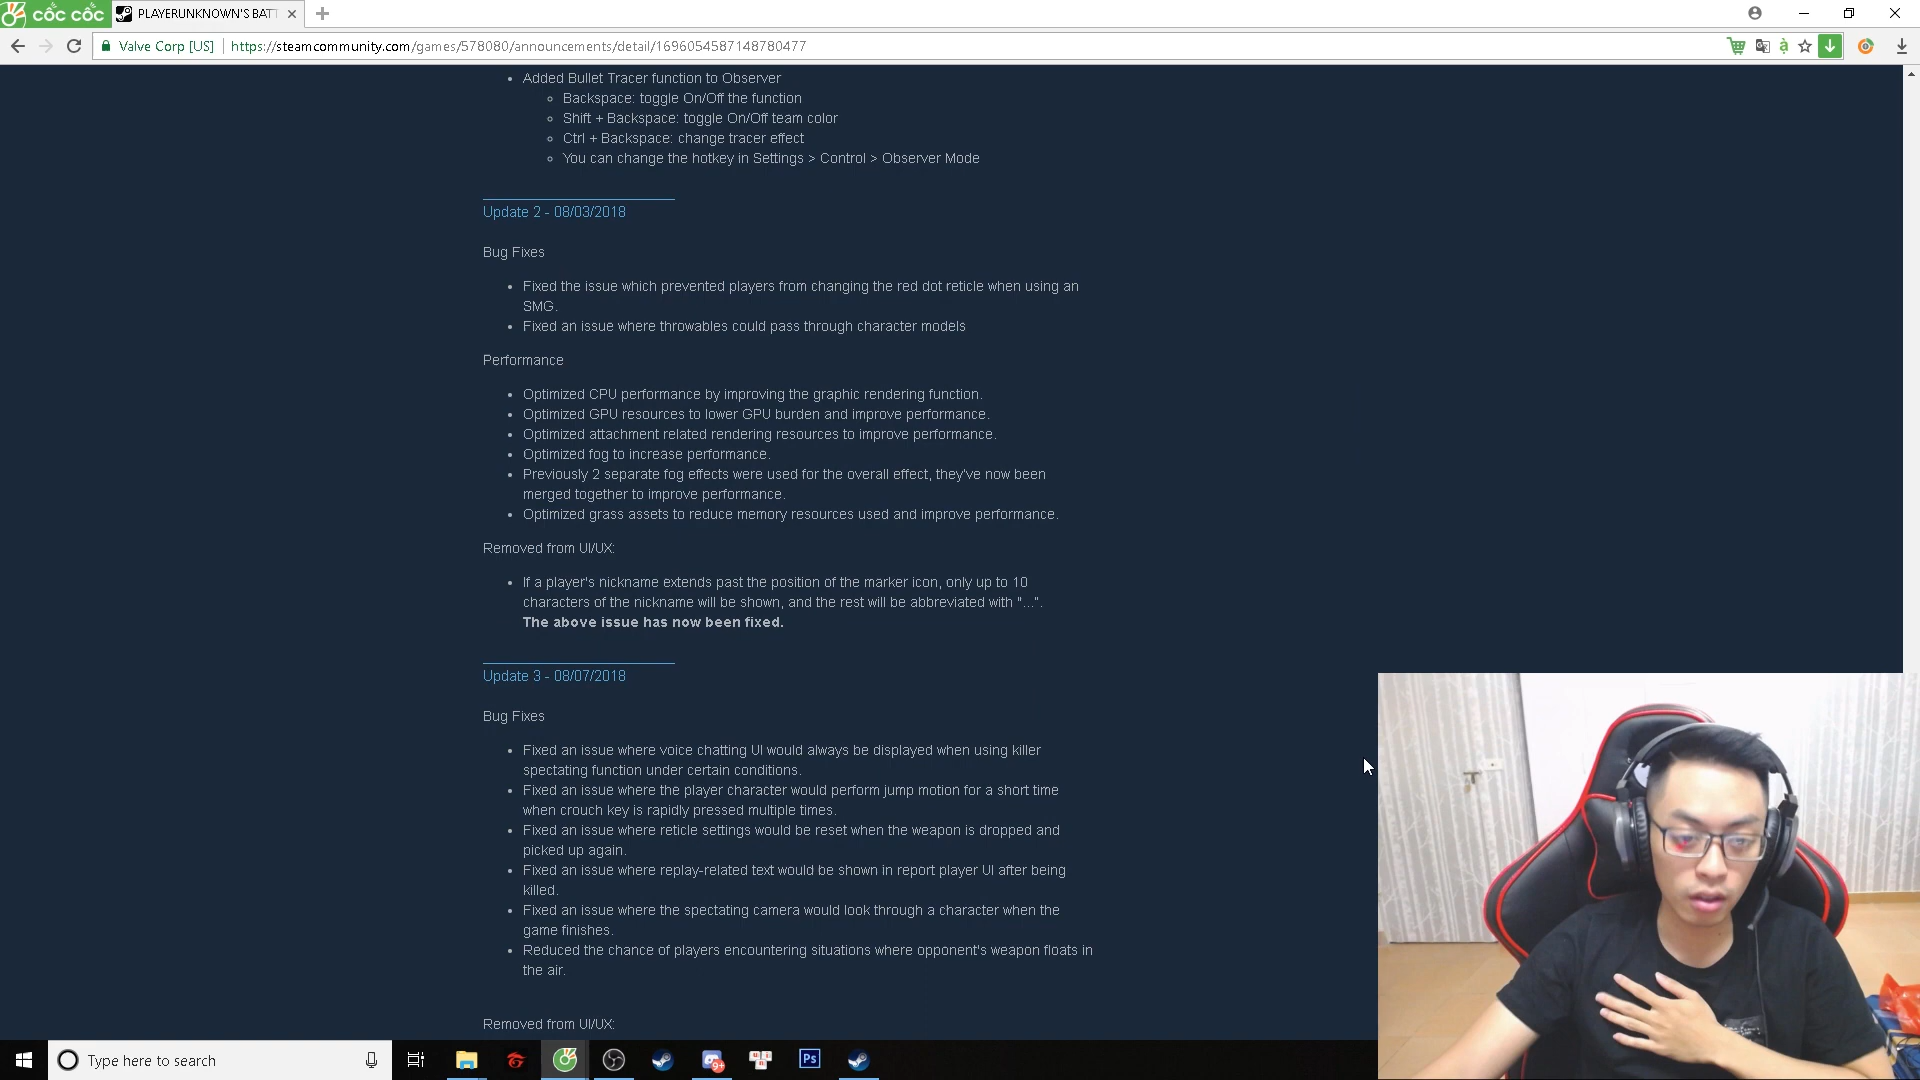 cốc cốc
PLAYERUNKNOWN'S BATT
Valve Corp [US]
https://steamcommunity.com/games/578080/announcements/detail/1696054587148780477
Added Bullet Tracer function to Observer
Backspace: toggle On/Off the function
Shift + Backspace: toggle On/Off team color
Ctrl + Backspace: change tracer effect
You can change the hotkey in Settings > Control > Observer Mode
Update 2 - 08/03/2018
Bug Fixes
Fixed the issue which prevented players from changing the red dot reticle when using an
SMG.
Fixed an issue where throwables could pass through character models
Performance
Optimized CPU performance by improving the graphic rendering function.
Optimized GPU resources to lower GPU burden and improve performance.
Optimized attachment related rendering resources to improve performance.
Optimized fog to increase performance.
Previously 2 separate fog effects were used for the overall effect, they've now been
merged together to improve performance.
Optimized grass assets to reduce memory resources used and improve performance.
Removed from UI/UX:
If a player's nickname extends past the position of the marker icon, only up to 10
characters of the nickname will be shown, and the rest will be abbreviated with "...".
The above issue has now been fixed.
Update 3 - 08/07/2018
Bug Fixes
Fixed an issue where voice chatting UI would always be displayed when using killer
spectating function under certain conditions.
Fixed an issue where the player character would perform jump motion for a short time
when crouch key is rapidly pressed multiple times.
Fixed an issue where reticle settings would be reset when the weapon is dropped and
picked up again.
Fixed an issue where replay-related text would be shown in report player UI after being
killed.
Fixed an issue where the spectating camera would look through a character when the
game finishes.
Reduced the chance of players encountering situations where opponent's weapon floats in
the air.
Removed from UI/UX:
Type here to search
9+
Ps